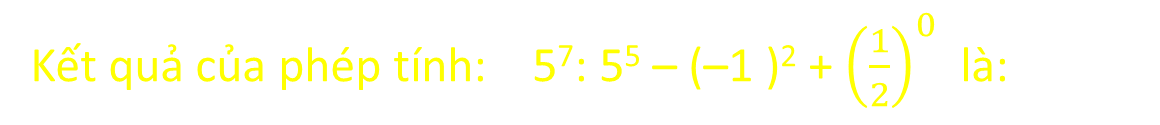 Kết quả của phép tính: 5⁷: 5⁵ – (–1 )² + (1/2)⁰ là: